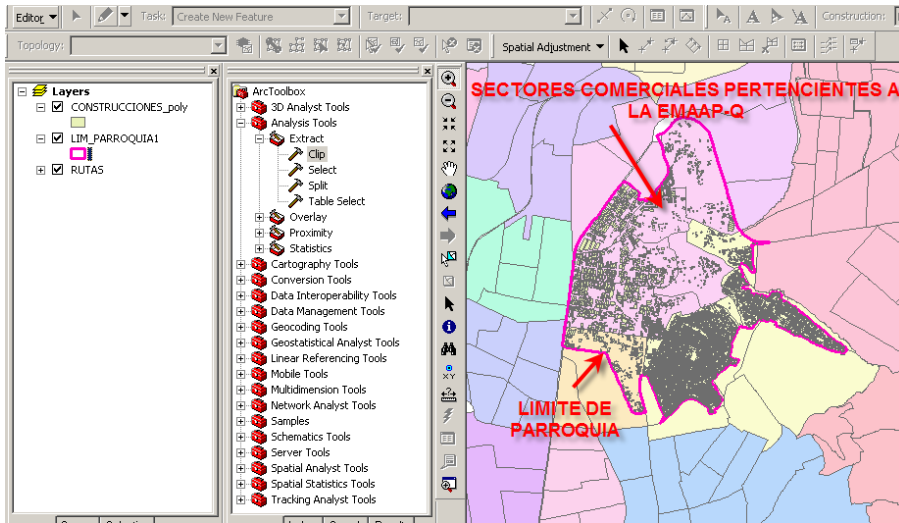 Editor Task: Create New Feature Target: Construction:
Topology: Spatial Adjustment
Layers
CONSTRUCCIONES_poly
LIM_PARROQUIA1
RUTAS
ArcToolbox
3D Analyst Tools
Analysis Tools
Extract
Clip
Select
Split
Table Select
Overlay
Proximity
Statistics
Cartography Tools
Conversion Tools
Data Interoperability Tools
Data Management Tools
Geocoding Tools
Geostatistical Analyst Tools
Linear Referencing Tools
Mobile Tools
Multidimension Tools
Network Analyst Tools
Samples
Schematics Tools
Server Tools
Spatial Analyst Tools
Spatial Statistics Tools
Tracking Analyst Tools
SECTORES COMERCIALES PERTENCIENTES A
LA EMAAP-Q
LIMITE DE
PARROQUIA